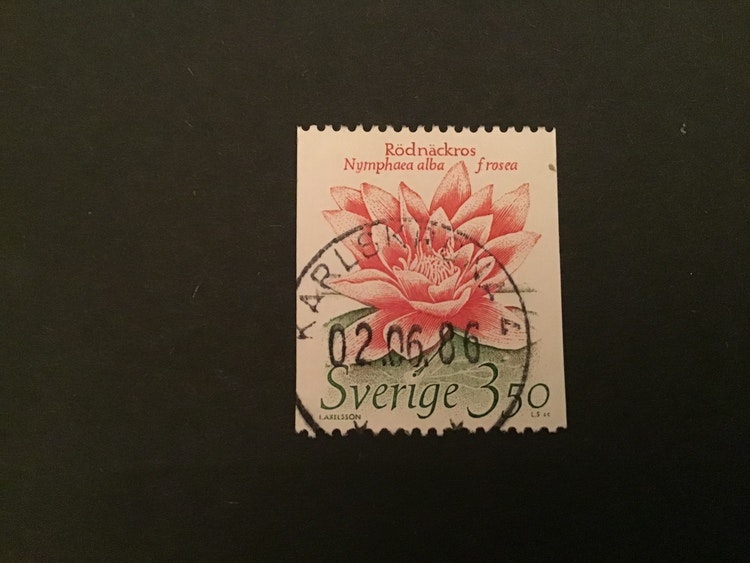 Rödnäckros
Nymphaea alba f rosea
02.06.86
Sverige 3 50
I. AXELSSON